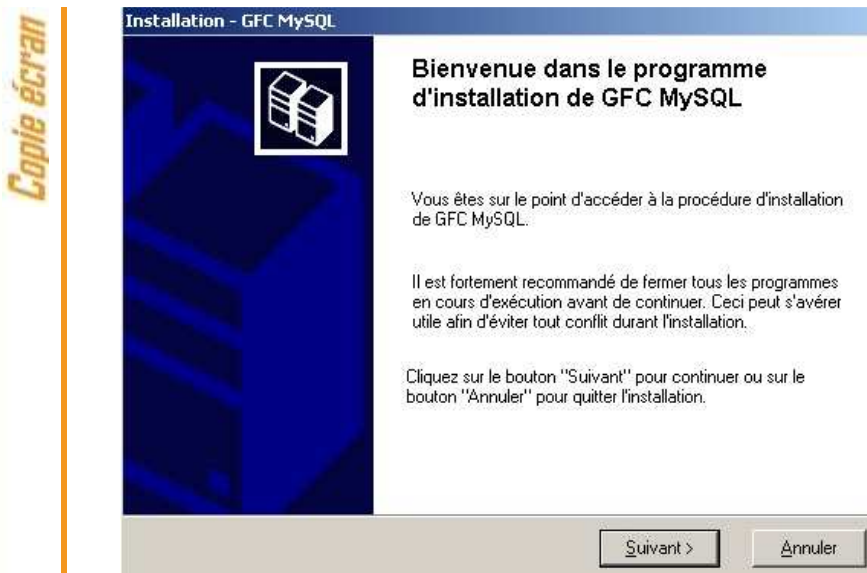 Copie écran
Installation - GFC MySQL
Bienvenue dans le programme
d'installation de GFC MySQL
Vous êtes sur le point d'accéder à la procédure d'installation
de GFC MySQL.
Il est fortement recommandé de fermer tous les programmes
en cours d'exécution avant de continuer. Ceci peut s'avérer
utile afin d'éviter tout conflit durant l'installation.
Cliquez sur le bouton "Suivant" pour continuer ou sur le
bouton "Annuler" pour quitter l'installation.
Suivant > Annuler